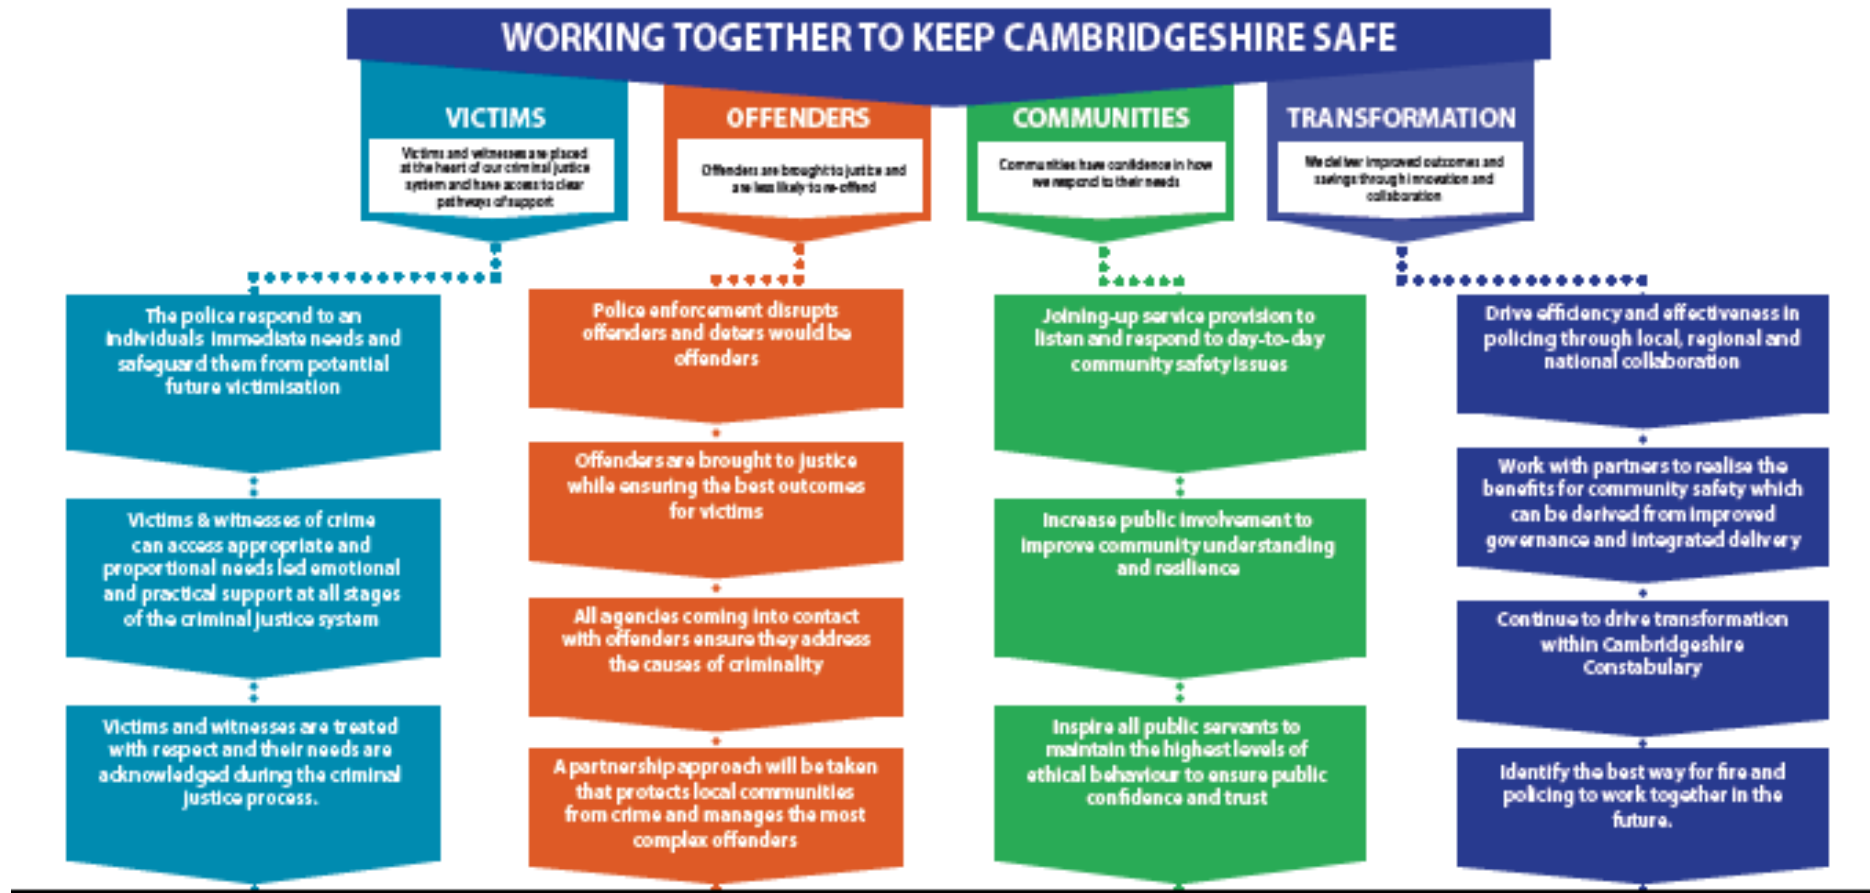 WORKING TOGETHER TO KEEP CAMBRIDGESHIRE SAFE
VICTIMS
Victims and witnesses are placed
at the heart of our criminal justice
system and have access to clear
pathways of support
OFFENDERS
Offenders are brought to justice and
are less likely to re-offend
COMMUNITIES
Communities have confidence in how
we respond to their needs
TRANSFORMATION
We deliver improved outcomes and
savings through innovation and
collaboration
The police respond to an
individuals immediate needs and
safeguard them from potential
future victimisation
Victims & witnesses of crime
can access appropriate and
proportional needs led emotional
and practical support at all stages
of the criminal justice system
Victims and witnesses are treated
with respect and their needs are
acknowledged during the criminal
justice process.
Police enforcement disrupts
offenders and deters would be
offenders
Offenders are brought to justice
while ensuring the best outcomes
for victims
All agencies coming into contact
with offenders ensure they address
the causes of criminality
A partnership approach will be taken
that protects local communities
from crime and manages the most
complex offenders
Joining-up service provision to
listen and respond to day-to-day
community safety issues
Increase public involvement to
improve community understanding
and resilience
Inspire all public servants to
maintain the highest levels of
ethical behaviour to ensure public
confidence and trust
Drive efficiency and effectiveness in
policing through local, regional and
national collaboration
Work with partners to realise the
benefits for community safety which
can be derived from improved
governance and integrated delivery
Continue to drive transformation
within Cambridgeshire
Constabulary
Identify the best way for fire and
policing to work together in the
future.